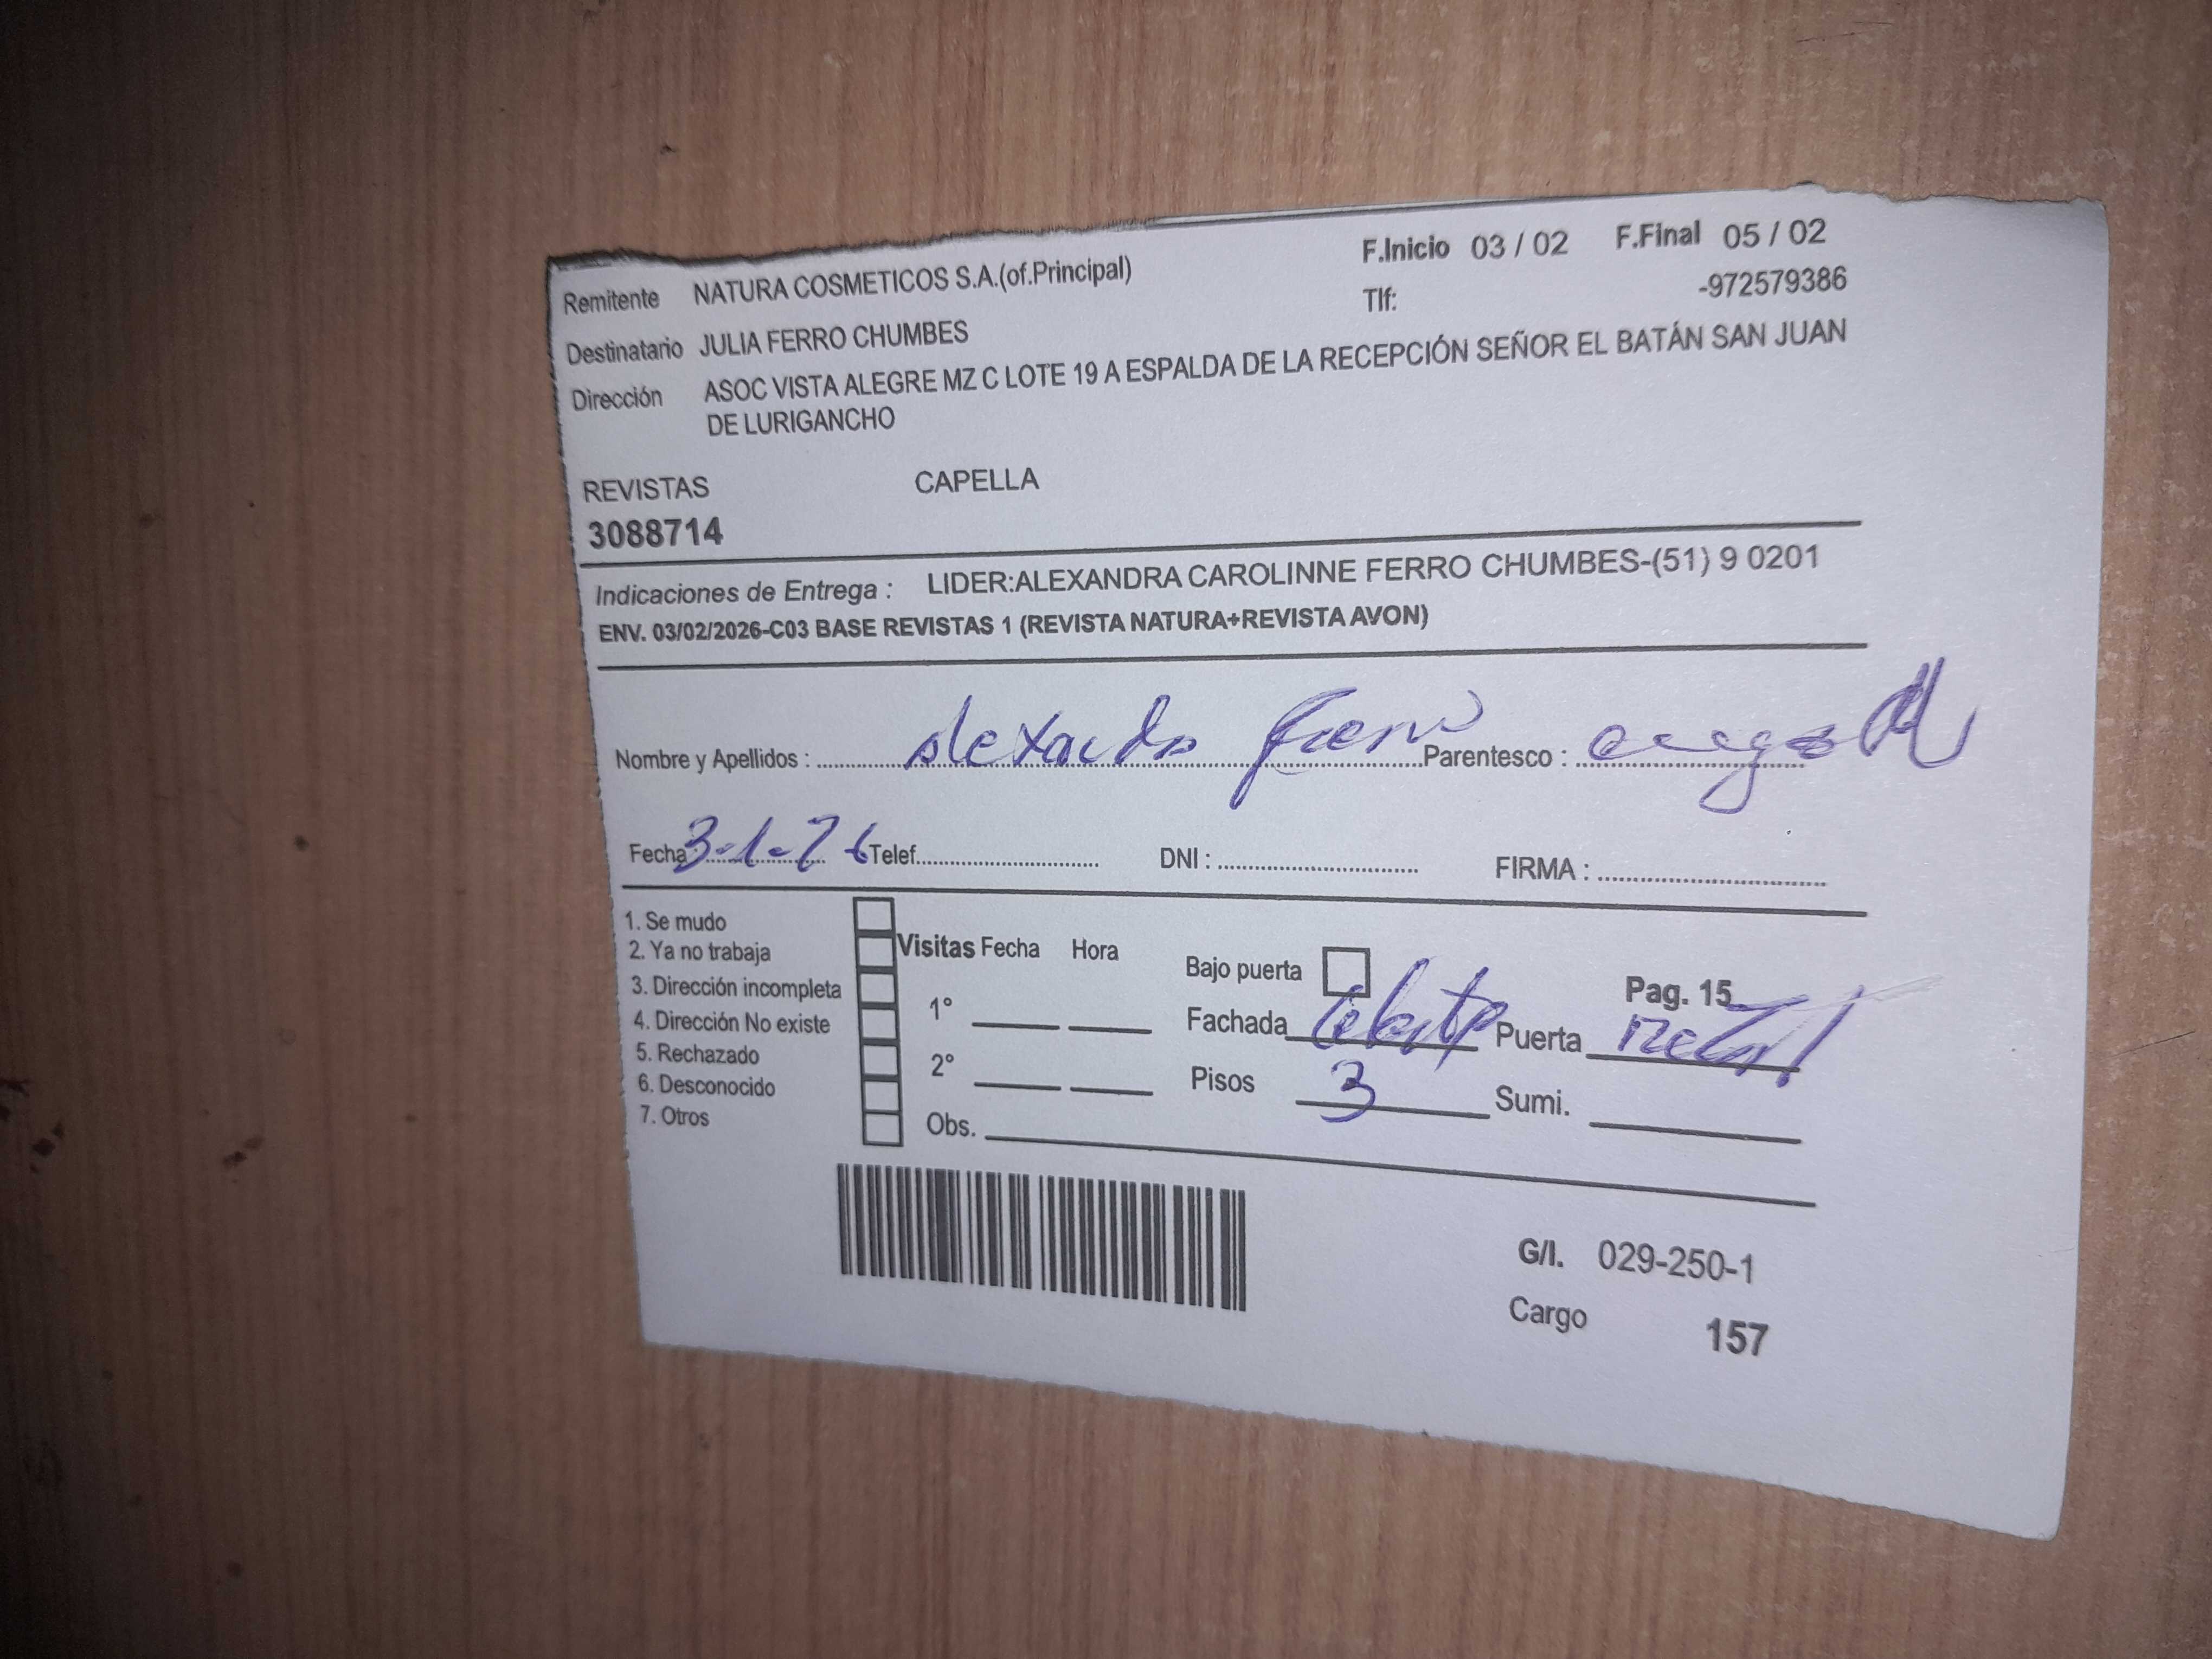 F.Inicio 03 / 02 F.Final 05 / 02
Remitente NATURA COSMETICOS S.A.(of.Principal)
Tlf: -972579386
Destinatario JULIA FERRO CHUMBES
Dirección ASOC VISTA ALEGRE MZ C LOTE 19 A ESPALDA DE LA RECEPCIÓN SEÑOR EL BATÁN SAN JUAN
DE LURIGANCHO
REVISTAS CAPELLA
3088714
Indicaciones de Entrega : LIDER:ALEXANDRA CAROLINNE FERRO CHUMBES-(51) 9 0201
ENV. 03/02/2026-C03 BASE REVISTAS 1 (REVISTA NATURA+REVISTA AVON)
Nombre y Apellidos : Parentesco :
Fecha : 3-1-26 Telef. DNI : FIRMA :
1. Se mudo
2. Ya no trabaja
3. Dirección incompleta
4. Dirección No existe
5. Rechazado
6. Desconocido
7. Otros
Visitas Fecha Hora
1°
2°
Obs.
Bajo puerta
Fachada Celeste Puerta metal
Pisos 3 Sumi.
Pag. 15
G/I. 029-250-1
Cargo 157